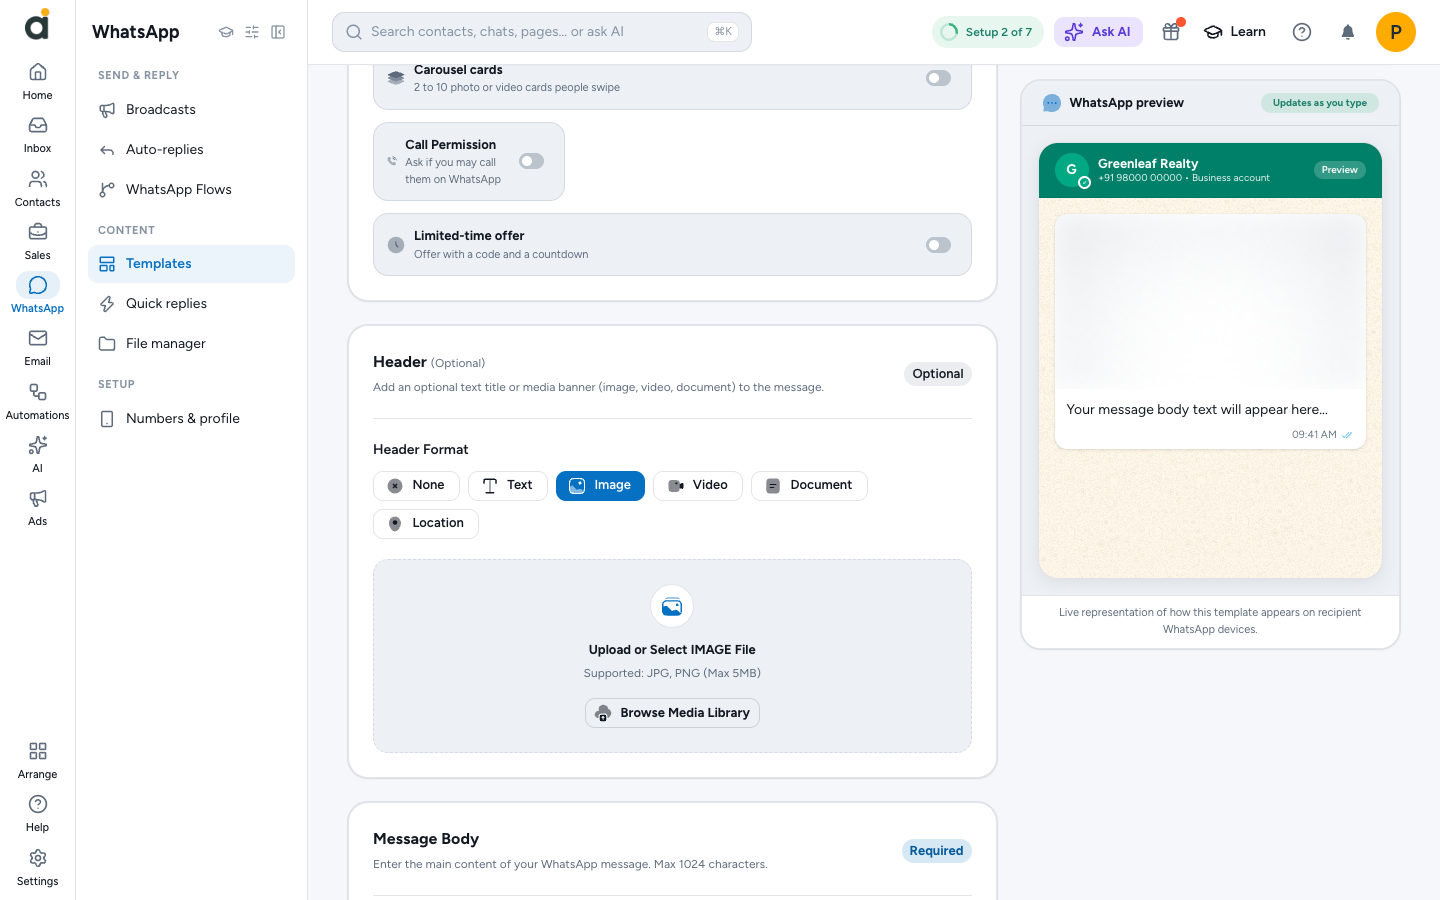 WhatsApp
Search contacts, chats, pages... or ask AI
⌘K
Setup 2 of 7
Ask AI
Learn
P
Home
Inbox
Contacts
Sales
WhatsApp
Email
Automations
AI
Ads
Arrange
Help
Settings
SEND & REPLY
Broadcasts
Auto-replies
WhatsApp Flows
CONTENT
Templates
Quick replies
File manager
SETUP
Numbers & profile
Carousel cards
2 to 10 photo or video cards people swipe
Call Permission
Ask if you may call
them on WhatsApp
Limited-time offer
Offer with a code and a countdown
Header (Optional)
Add an optional text title or media banner (image, video, document) to the message.
Optional
Header Format
None
Text
Image
Video
Document
Location
Upload or Select IMAGE File
Supported: JPG, PNG (Max 5MB)
Browse Media Library
Message Body
Enter the main content of your WhatsApp message. Max 1024 characters.
Required
WhatsApp preview
Updates as you type
G
Greenleaf Realty
+91 98000 00000 • Business account
Preview
Your message body text will appear here...
09:41 AM
Live representation of how this template appears on recipient
WhatsApp devices.